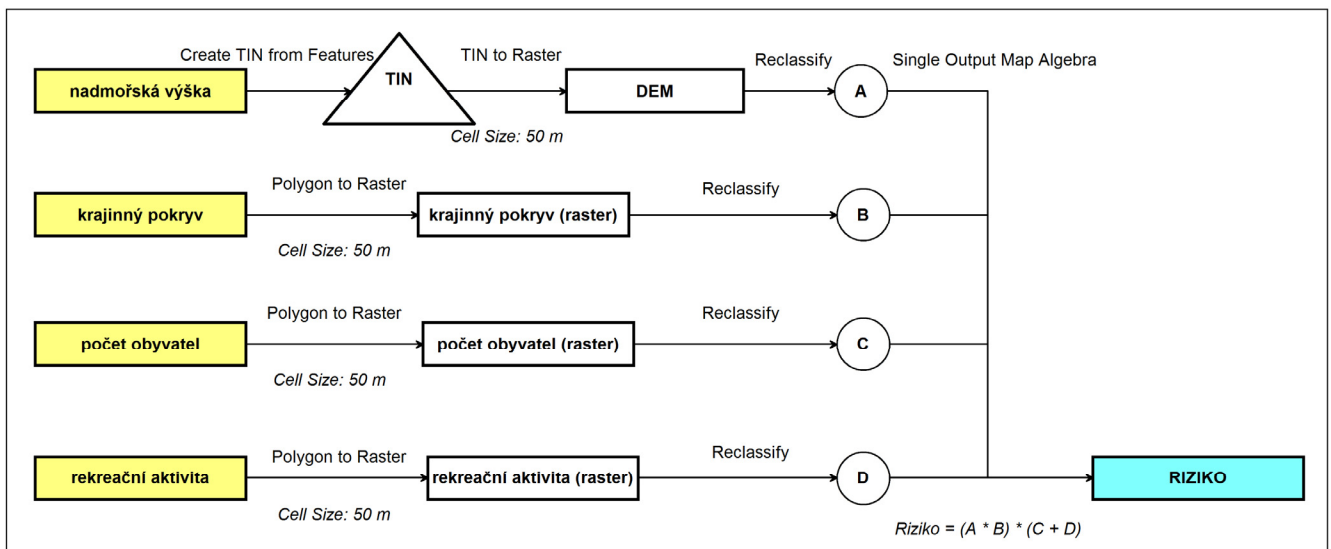 Create TIN from Features
TIN to Raster
Reclassify
Single Output Map Algebra
nadmořská výška
TIN
DEM
A
Cell Size: 50 m
Polygon to Raster
Reclassify
krajinný pokryv
krajinný pokryv (raster)
B
Cell Size: 50 m
Polygon to Raster
Reclassify
počet obyvatel
počet obyvatel (raster)
C
Cell Size: 50 m
Polygon to Raster
Reclassify
rekreační aktivita
rekreační aktivita (raster)
D
RIZIKO
Cell Size: 50 m
Riziko = (A * B) * (C + D)